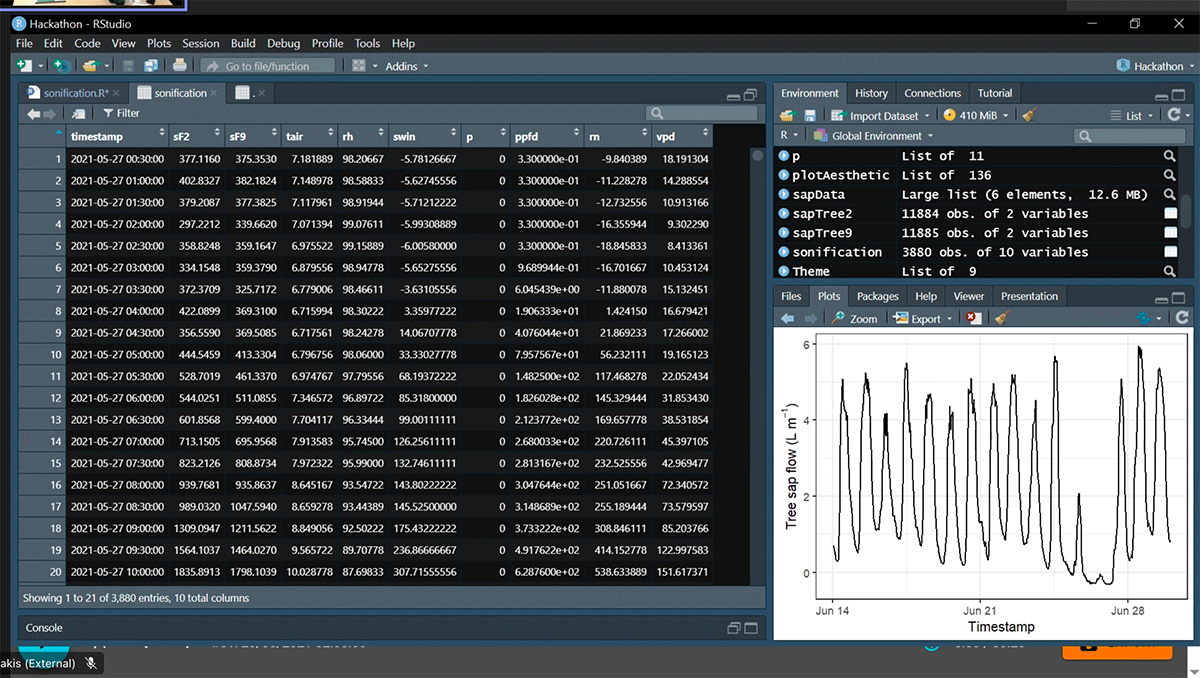 Hackathon - RStudio
File Edit Code View Plots Session Build Debug Profile Tools Help
Go to file/function Addins Hackathon
sonification.R* sonification .
Filter
timestamp sF2 sF9 tair rh swin p ppfd rn vpd
1 2021-05-27 00:30:00 377.1160 375.3530 7.181889 98.20667 -5.78126667 0 3.300000e-01 -9.840389 18.191304
2 2021-05-27 01:00:00 402.8327 382.1824 7.148978 98.58833 -5.62745556 0 3.300000e-01 -11.228278 14.288554
3 2021-05-27 01:30:00 379.2087 377.3825 7.117961 98.91944 -5.71212222 0 3.300000e-01 -12.732556 10.913166
4 2021-05-27 02:00:00 297.2212 339.6620 7.071394 99.07611 -5.99308889 0 3.300000e-01 -16.355944 9.302290
5 2021-05-27 02:30:00 358.8248 359.1647 6.975522 99.15889 -6.00580000 0 3.300000e-01 -18.845833 8.413361
6 2021-05-27 03:00:00 334.1548 359.3790 6.879556 98.94778 -5.65275556 0 9.689944e-01 -16.701667 10.453124
7 2021-05-27 03:30:00 372.3709 325.7172 6.779006 98.46611 -3.63105556 0 6.045439e+00 -11.880078 15.132451
8 2021-05-27 04:00:00 422.0899 369.3100 6.715994 98.30222 3.35977222 0 1.906333e+01 1.424150 16.679421
9 2021-05-27 04:30:00 356.5590 369.5085 6.717561 98.24278 14.06707778 0 4.076044e+01 21.869233 17.266002
10 2021-05-27 05:00:00 444.5459 413.3304 6.796756 98.06000 33.33027778 0 7.957567e+01 56.232111 19.165123
11 2021-05-27 05:30:00 528.7019 461.3370 6.974767 97.79556 68.19372222 0 1.482500e+02 117.468278 22.052434
12 2021-05-27 06:00:00 544.0251 511.0855 7.346572 96.89722 85.31800000 0 1.826028e+02 145.329444 31.853430
13 2021-05-27 06:30:00 601.8568 599.4000 7.704117 96.33444 99.00111111 0 2.123772e+02 169.657778 38.531854
14 2021-05-27 07:00:00 713.1505 695.9568 7.913583 95.74500 126.25611111 0 2.680033e+02 220.726111 45.397105
15 2021-05-27 07:30:00 823.2126 808.8734 7.972322 95.99000 132.74611111 0 2.813167e+02 232.525556 42.969477
16 2021-05-27 08:00:00 939.7681 935.8637 8.645167 93.54722 143.80222222 0 3.047644e+02 251.051667 72.340572
17 2021-05-27 08:30:00 989.0320 1047.5940 8.659278 93.44389 145.52500000 0 3.148689e+02 255.189444 73.579597
18 2021-05-27 09:00:00 1309.0947 1211.5622 8.849056 92.50222 175.43222222 0 3.733222e+02 308.846111 85.203766
19 2021-05-27 09:30:00 1564.1037 1464.0270 9.565722 89.70778 236.86666667 0 4.917622e+02 414.152778 122.997583
20 2021-05-27 10:00:00 1835.8913 1798.1039 10.028778 87.69833 307.71555556 0 6.287600e+02 538.633889 151.617371
Showing 1 to 21 of 3,880 entries, 10 total columns
Console
Environment History Connections Tutorial
Import Dataset 410 MiB List
R Global Environment
p List of 11
plotAesthetic List of 136
sapData Large list (6 elements, 12.6 MB)
sapTree2 11884 obs. of 2 variables
sapTree9 11885 obs. of 2 variables
sonification 3880 obs. of 10 variables
Theme List of 9
Files Plots Packages Help Viewer Presentation
Zoom Export
Tree sap flow (L m⁻¹)
6
4
2
0
Jun 14 Jun 21 Jun 28
Timestamp
akis (External)